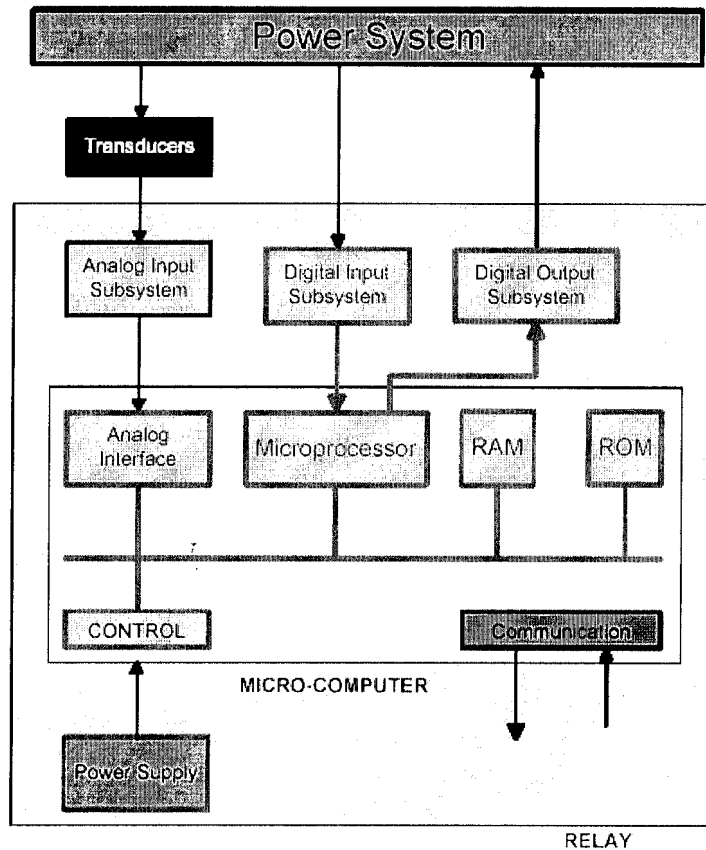 Power System
Transducers
Analog Input
Subsystem
Digital Input
Subsystem
Digital Output
Subsystem
Analog
Interface
Microprocessor
RAM
ROM
CONTROL
Communication
MICRO-COMPUTER
Power Supply
RELAY